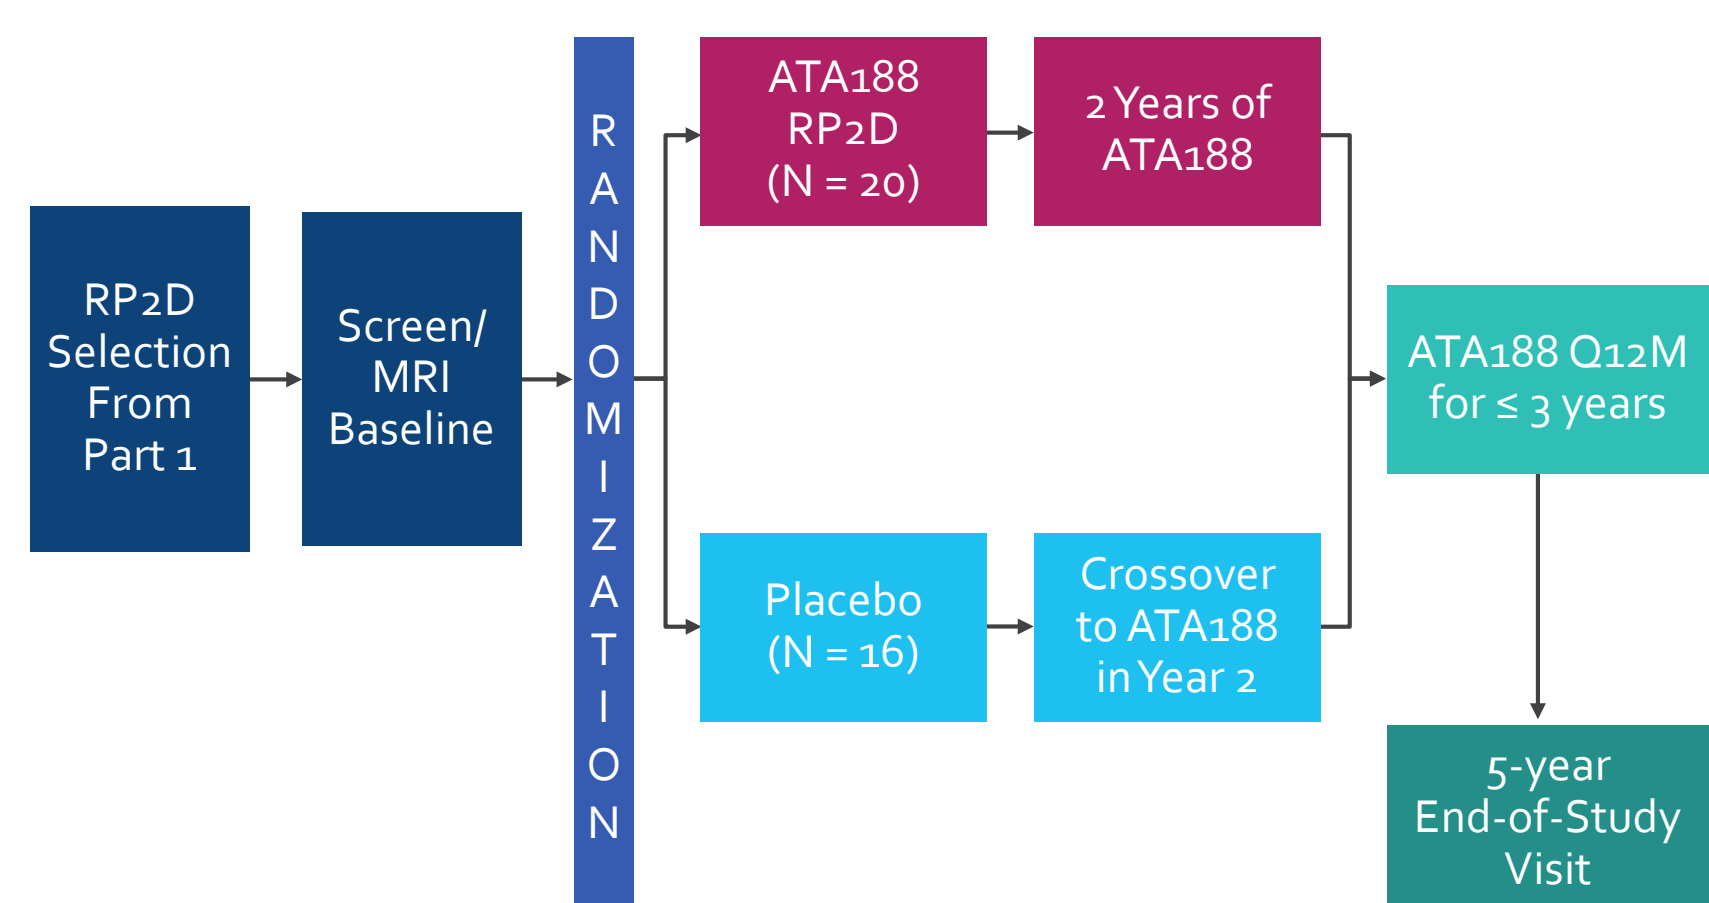 RP2D
Selection
From
Part 1
Screen/
MRI
Baseline
RANDOMIZATION
ATA188
RP2D
(N = 20)
2 Years of
ATA188
Placebo
(N = 16)
Crossover
to ATA188
in Year 2
ATA188 Q12M
for ≤ 3 years
5-year
End-of-Study
Visit